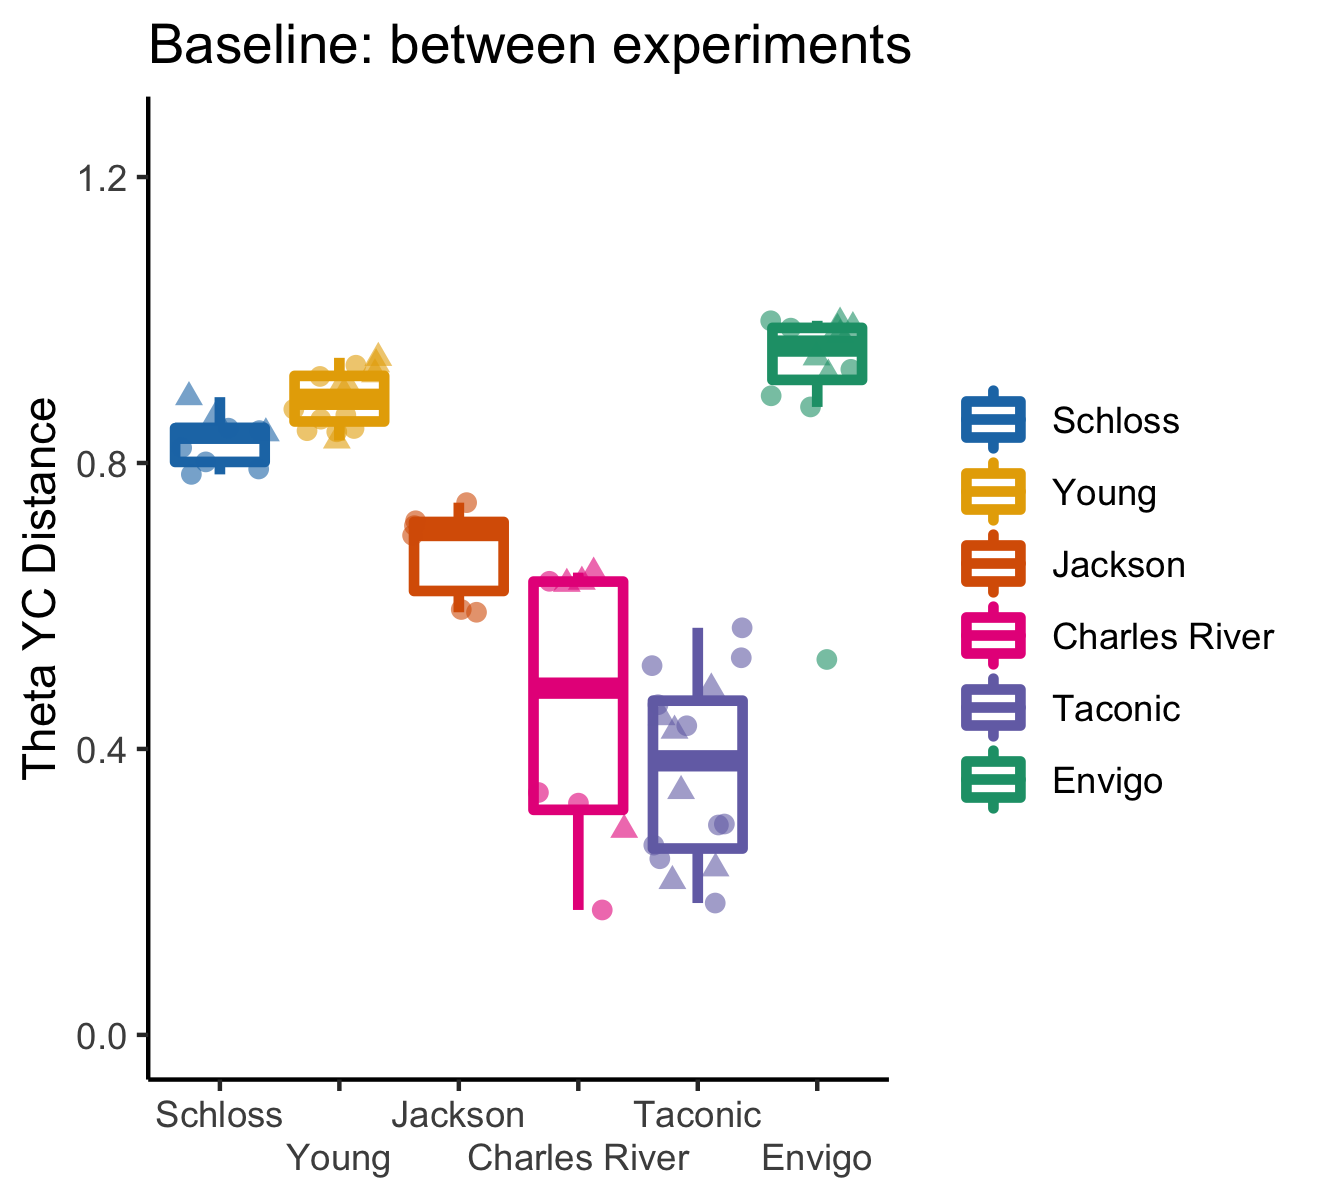 Baseline: between experiments
Theta YC Distance
1.2
0.8
0.4
0.0
Schloss
Jackson
Taconic
Young
Charles River
Envigo
Schloss
Young
Jackson
Charles River
Taconic
Envigo